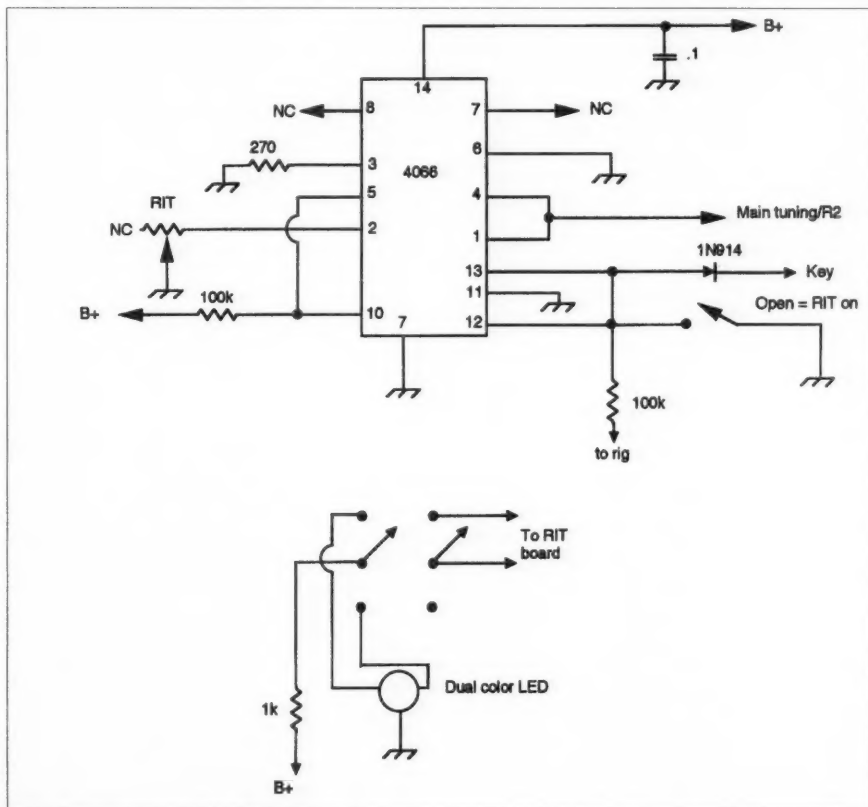 B+
.1
14
NC
8
7
NC
270
3
4066
6
RIT
5
4
NC
2
1
Main tuning/R2
1N914
13
Key
100k
11
Open = RIT on
B+
10
7
12
100k
to rig
To RIT
board
Dual color LED
1k
B+